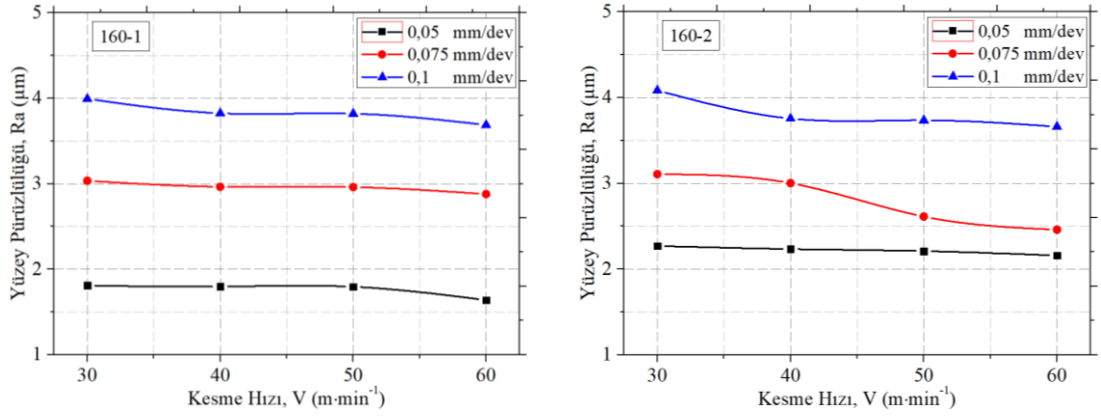 160-1
0,05 mm/dev
0,075 mm/dev
0,1 mm/dev
Yüzey Pürüzlülüğü, Ra (µm)
5
4
3
2
1
30 40 50 60
Kesme Hızı, V (m·min⁻¹)
160-2
0,05 mm/dev
0,075 mm/dev
0,1 mm/dev
Yüzey Pürüzlülüğü, Ra (µm)
5
4
3
2
1
30 40 50 60
Kesme Hızı, V (m·min⁻¹)